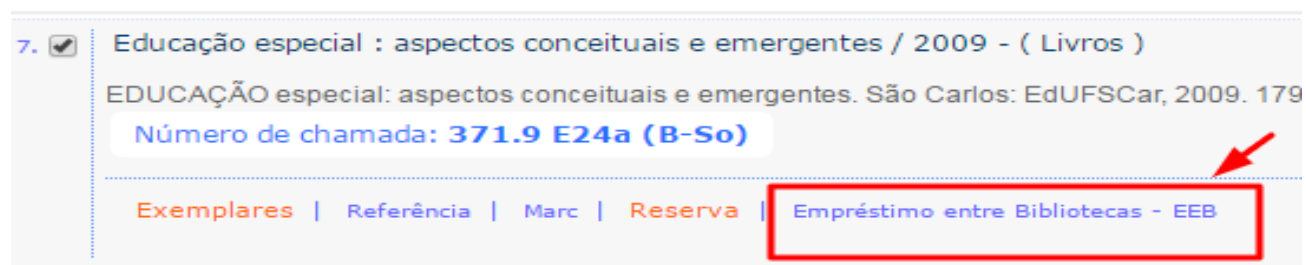 7. Educação especial : aspectos conceituais e emergentes / 2009 - ( Livros )
EDUCAÇÃO especial: aspectos conceituais e emergentes. São Carlos: EdUFSCar, 2009. 179
Número de chamada: 371.9 E24a (B-So)
Exemplares | Referência | Marc | Reserva | Empréstimo entre Bibliotecas - EEB